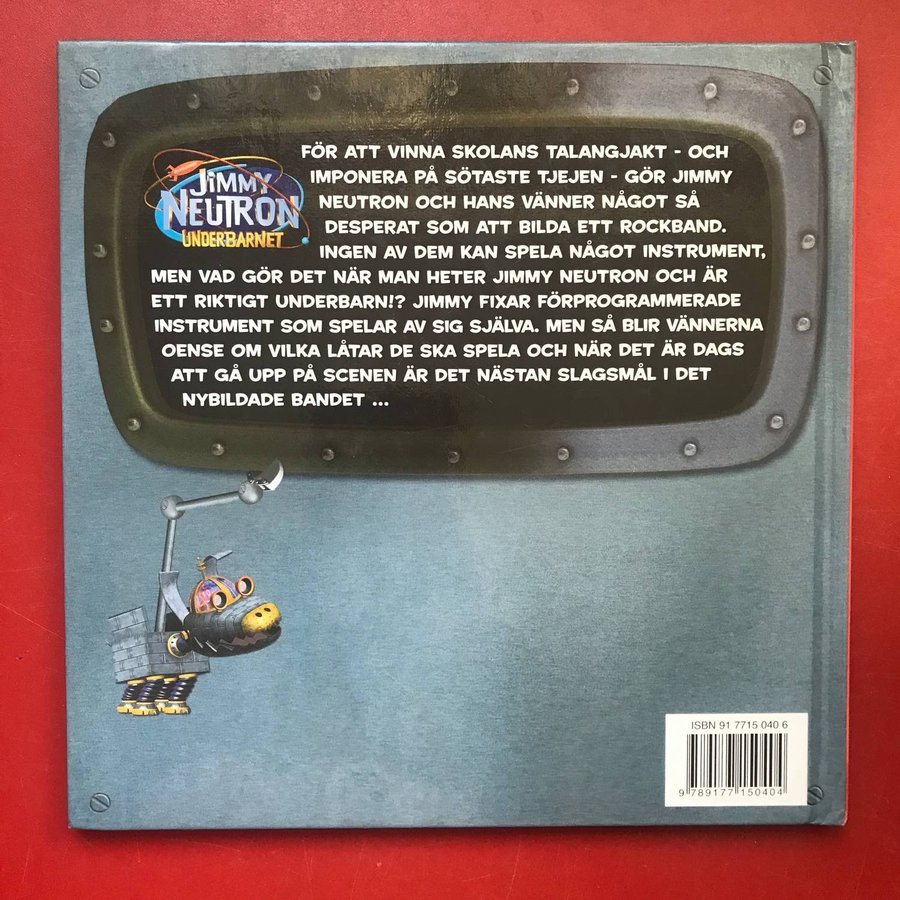 JIMMY
NEUTRON
UNDERBARNET
FÖR ATT VINNA SKOLANS TALANGJAKT - OCH
IMPONERA PÅ SÖTASTE TJEJEN - GÖR JIMMY
NEUTRON OCH HANS VÄNNER NÅGOT SÅ
DESPERAT SOM ATT BILDA ETT ROCKBAND.
INGEN AV DEM KAN SPELA NÅGOT INSTRUMENT,
MEN VAD GÖR DET NÄR MAN HETER JIMMY NEUTRON OCH ÄR
ETT RIKTIGT UNDERBARN!? JIMMY FIXAR FÖRPROGRAMMERADE
INSTRUMENT SOM SPELAR AV SIG SJÄLVA. MEN SÅ BLIR VÄNNERNA
OENSE OM VILKA LÅTAR DE SKA SPELA OCH NÄR DET ÄR DAGS
ATT GÅ UPP PÅ SCENEN ÄR DET NÄSTAN SLAGSMÅL I DET
NYBILDADE BANDET ...
ISBN 91 7715 040 6
9 789177 150404